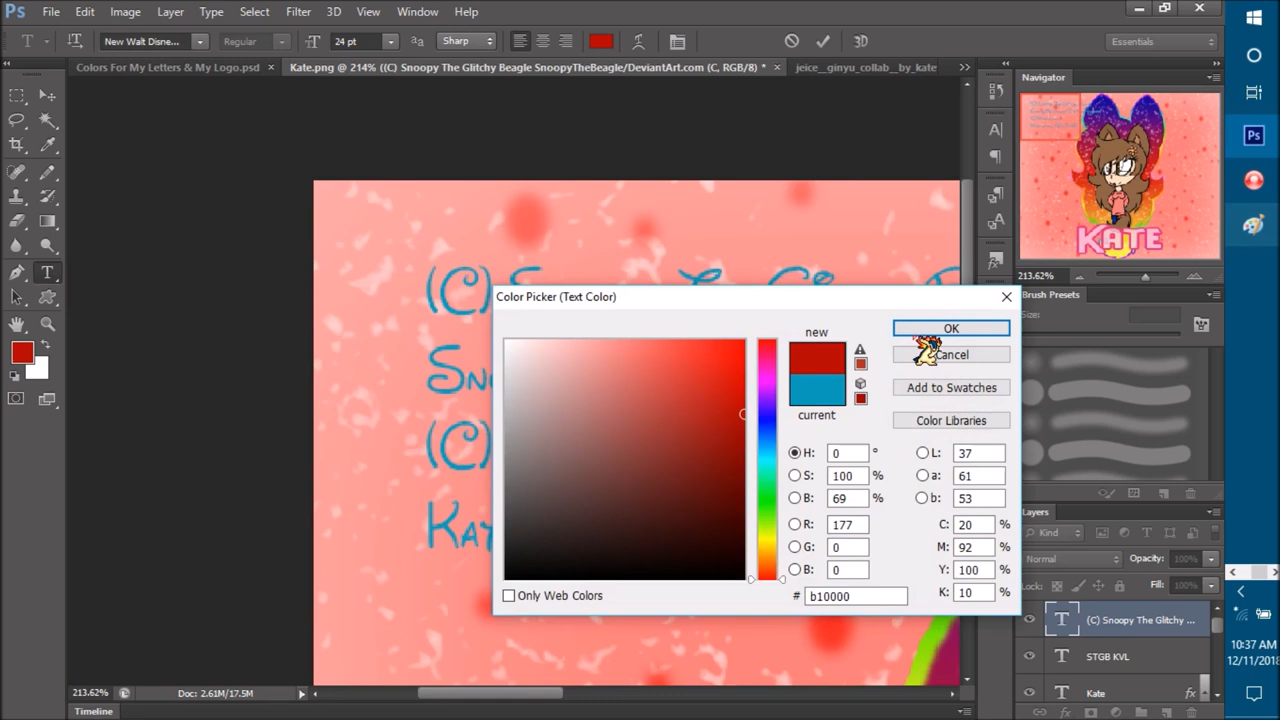 Ps File Edit Image Layer Type Select Filter 3D View Window Help
T New Walt Disne... Regular 24 pt Sharp 3D Essentials
Colors For My Letters & My Logo.psd × Kate.png @ 214% ((C) Snoopy The Glitchy Beagle SnoopyTheBeagle/DeviantArt.com (C, RGB/8) * × jeice__ginyu_collab__by_kate
Navigator
KATE
213.62%
Brush Presets
Size:
(C)
(C)
Color Picker (Text Color)
new
current
OK
Cancel
Add to Swatches
Color Libraries
H: 0 °
S: 100 %
B: 69 %
R: 177
G: 0
B: 0
L: 37
a: 61
b: 53
C: 20 %
M: 92 %
Y: 100 %
K: 10 %
Only Web Colors
# b10000
Layers
Kind
Normal Opacity: 100%
Lock: Fill: 100%
T (C) Snoopy The Glitchy ...
T STGB KVL
T Kate fx
213.62% Doc: 2.61M/17.5M
Timeline
Ps
10:37 AM
12/11/2018